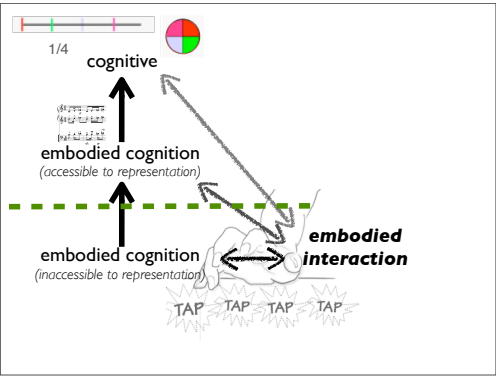 1/4
cognitive
embodied cognition
(accessible to representation)
embodied cognition
(inaccessible to representation)
embodied
interaction
TAP TAP TAP TAP